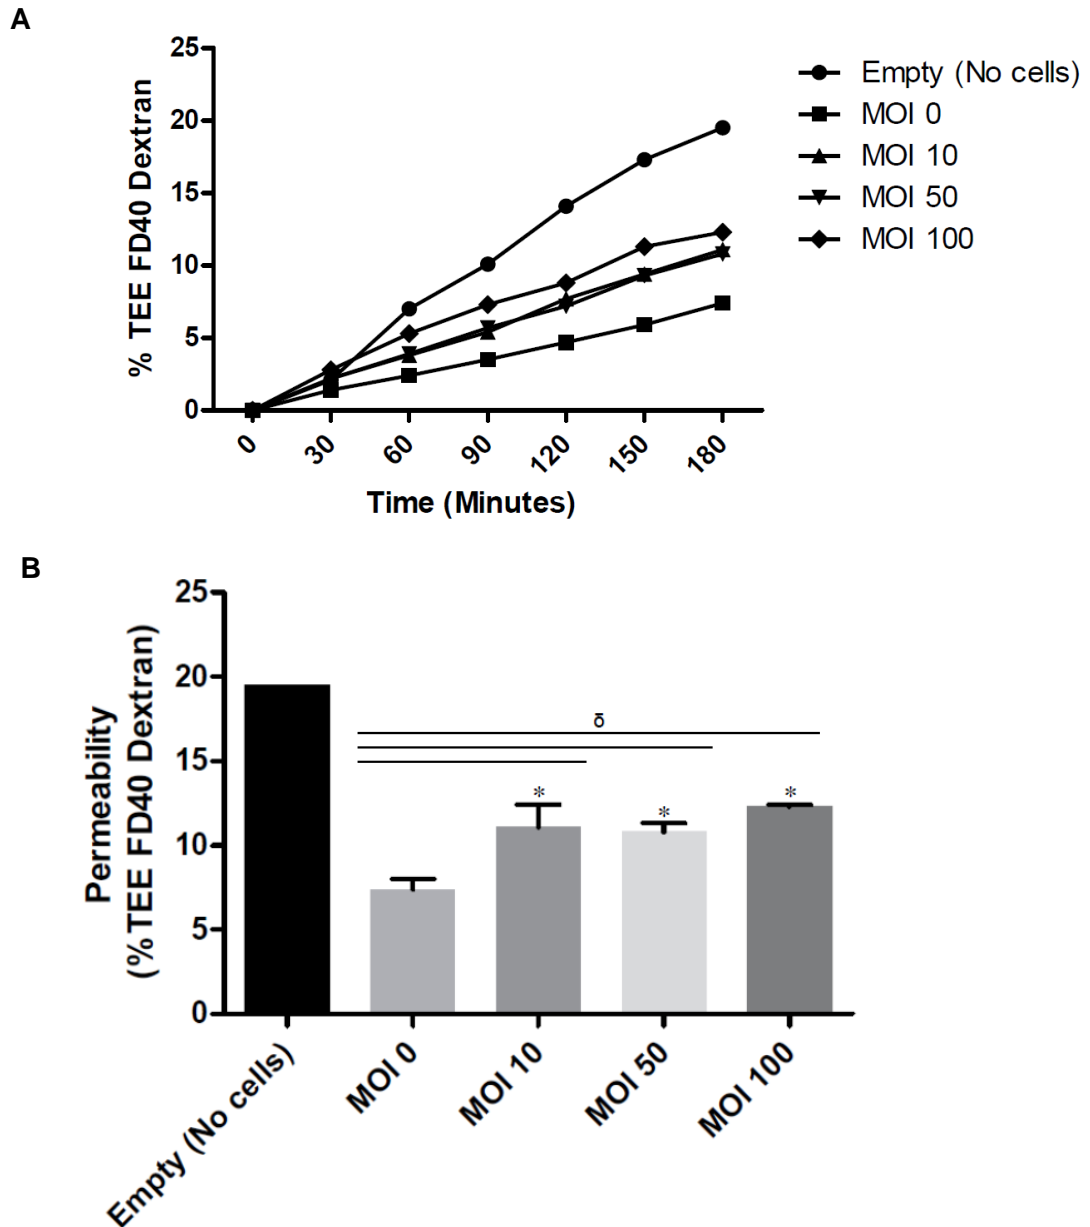 A
% TEE FD40 Dextran
25
20
15
10
5
0
0
30
60
90
120
150
180
Time (Minutes)
Empty (No cells)
MOI 0
MOI 10
MOI 50
MOI 100
B
Permeability
(%TEE FD40 Dextran)
25
20
15
10
5
0
δ
*
*
*
Empty (No cells)
MOI 0
MOI 10
MOI 50
MOI 100